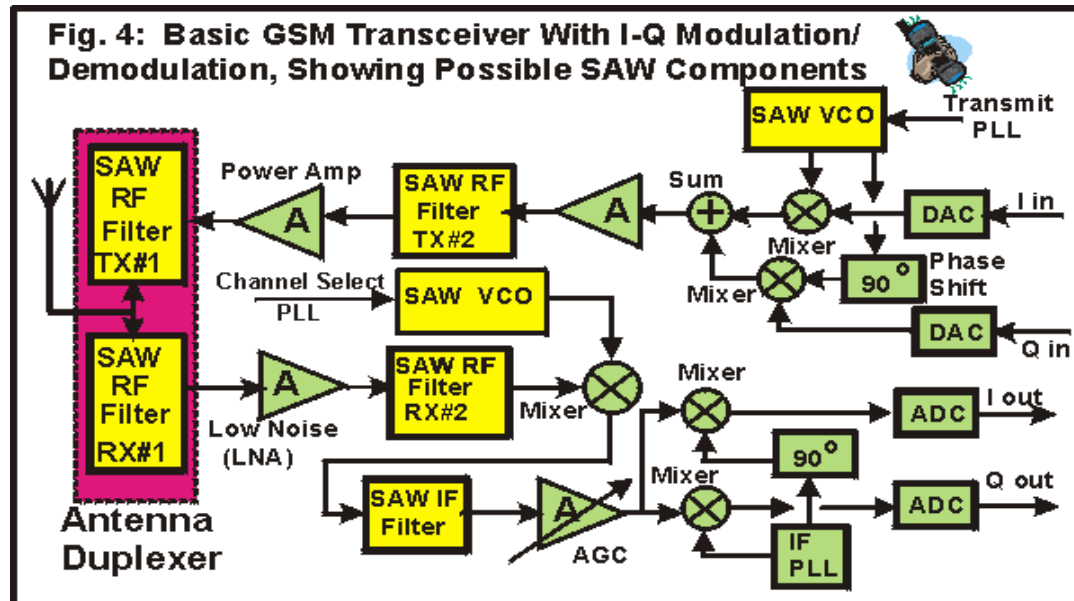 Fig. 4: Basic GSM Transceiver With I-Q Modulation/
Demodulation, Showing Possible SAW Components
SAW VCO
Transmit
PLL
SAW
RF
Filter
TX#1
Power Amp
A
SAW RF
Filter
TX#2
A
Sum
+
Mixer
DAC
I in
Mixer
90°
Phase
Shift
DAC
Q in
Channel Select
PLL
SAW VCO
SAW
RF
Filter
RX#1
A
Low Noise
(LNA)
SAW RF
Filter
RX#2
Mixer
Mixer
ADC
I out
90°
Mixer
ADC
Q out
SAW IF
Filter
A
AGC
IF
PLL
Antenna
Duplexer